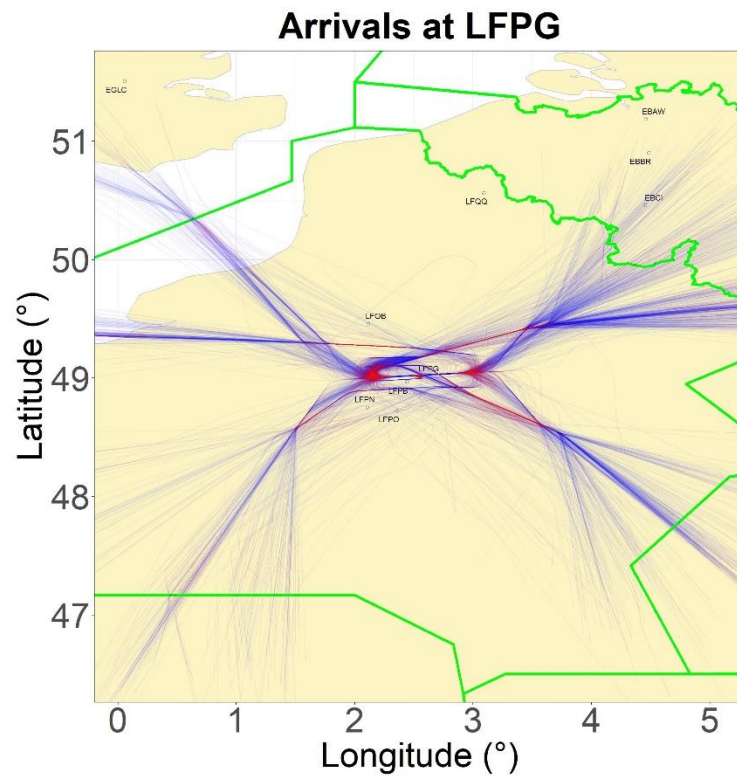 Arrivals at LFPG
EGLC
EBAW
51
EBBR
LFQQ
EBCI
50
LFOB
Latitude (°)
49
LFPG
LFPB
LFPN
LFPO
48
47
0 1 2 3 4 5
Longitude (°)